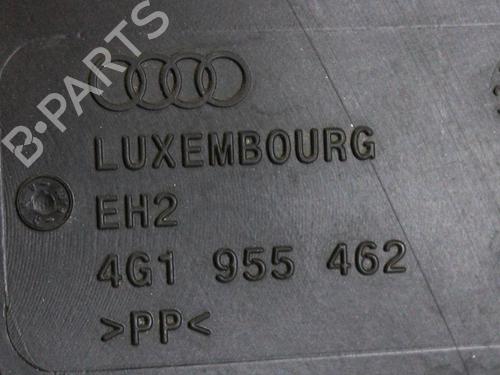 B-PARTS
LUXEMBOURG
EH2
4G1 955 462
>PP<